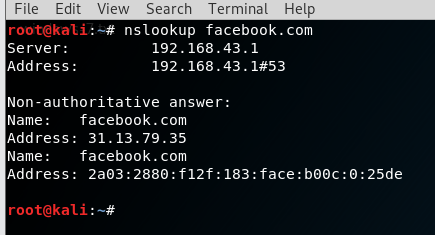 File Edit View Search Terminal Help
root@kali:~# nslookup facebook.com
Server: 192.168.43.1
Address: 192.168.43.1#53
Non-authoritative answer:
Name: facebook.com
Address: 31.13.79.35
Name: facebook.com
Address: 2a03:2880:f12f:183:face:b00c:0:25de
root@kali:~#